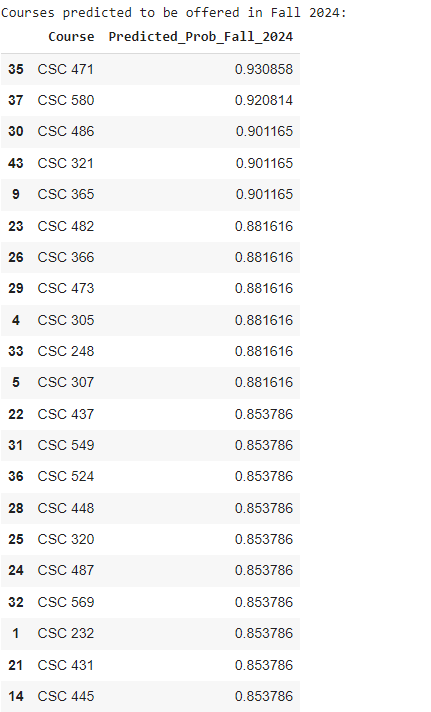 Courses predicted to be offered in Fall 2024:
Course Predicted_Prob_Fall_2024
35 CSC 471 0.930858
37 CSC 580 0.920814
30 CSC 486 0.901165
43 CSC 321 0.901165
9 CSC 365 0.901165
23 CSC 482 0.881616
26 CSC 366 0.881616
29 CSC 473 0.881616
4 CSC 305 0.881616
33 CSC 248 0.881616
5 CSC 307 0.881616
22 CSC 437 0.853786
31 CSC 549 0.853786
36 CSC 524 0.853786
28 CSC 448 0.853786
25 CSC 320 0.853786
24 CSC 487 0.853786
32 CSC 569 0.853786
1 CSC 232 0.853786
21 CSC 431 0.853786
14 CSC 445 0.853786